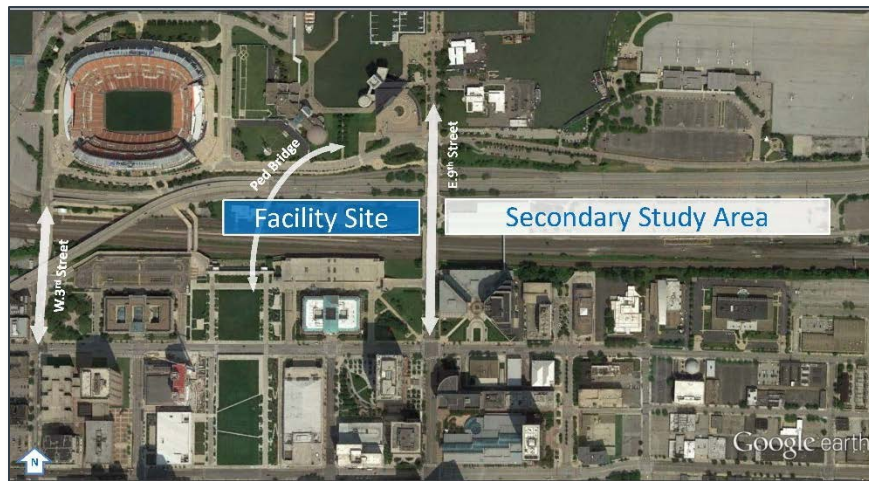 Ped Bridge
E.9th Street
Facility Site
Secondary Study Area
W.3rd Street
N
Google earth